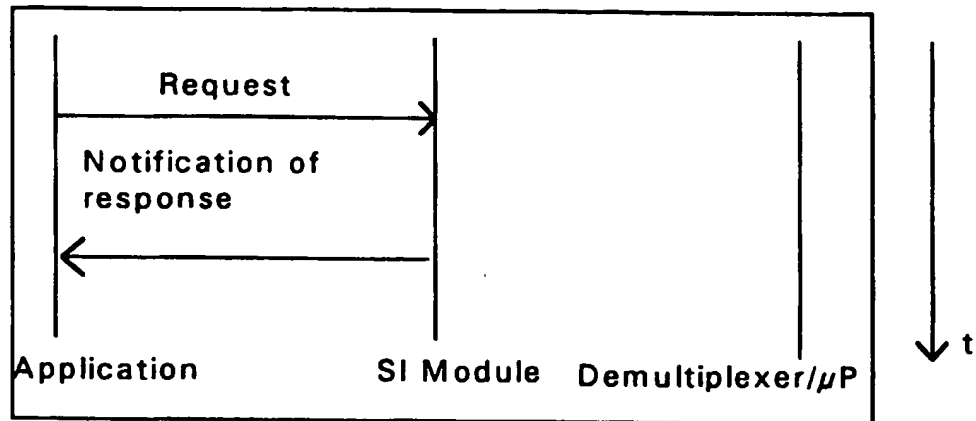 Request
Notification of
response
Application
SI Module
Demultiplexer/μP
t